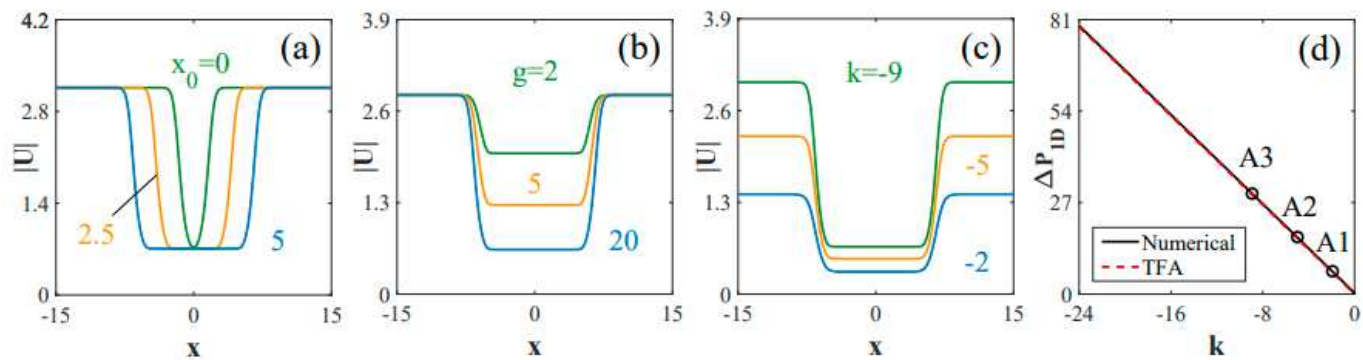 (a)
4.2
2.8
1.4
0
-15
0
15
|U|
x
x0=0
2.5
5
(b)
3.9
2.6
1.3
0
-15
0
15
|U|
x
g=2
5
20
(c)
3.9
2.6
1.3
0
-15
0
15
|U|
x
k=-9
-5
-2
(d)
81
54
27
0
-24
-16
-8
0
ΔP1D
k
A3
A2
A1
Numerical
TFA